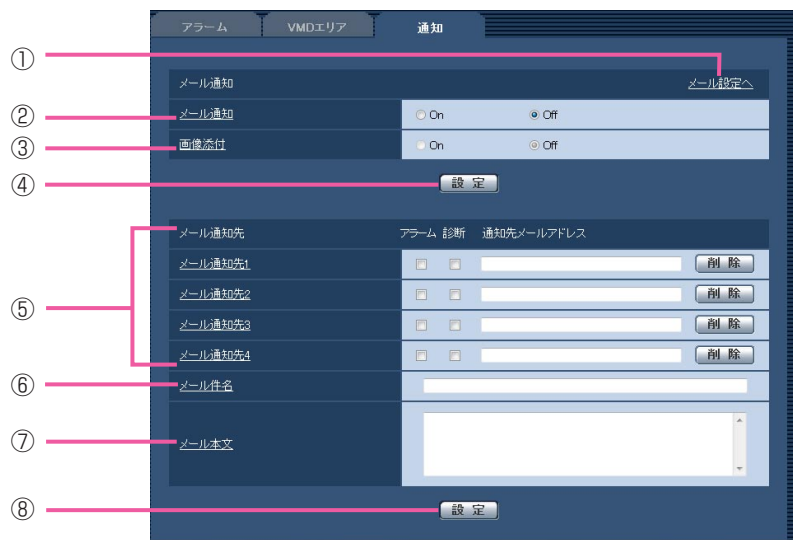 アラーム VMDエリア 通知
①
メール通知 メール設定へ
② メール通知 On Off
③ 画像添付 On Off
④ 設 定
メール通知先 アラーム 診断 通知先メールアドレス
メール通知先1 削 除
メール通知先2 削 除
⑤
メール通知先3 削 除
メール通知先4 削 除
⑥ メール件名
⑦ メール本文
⑧ 設 定